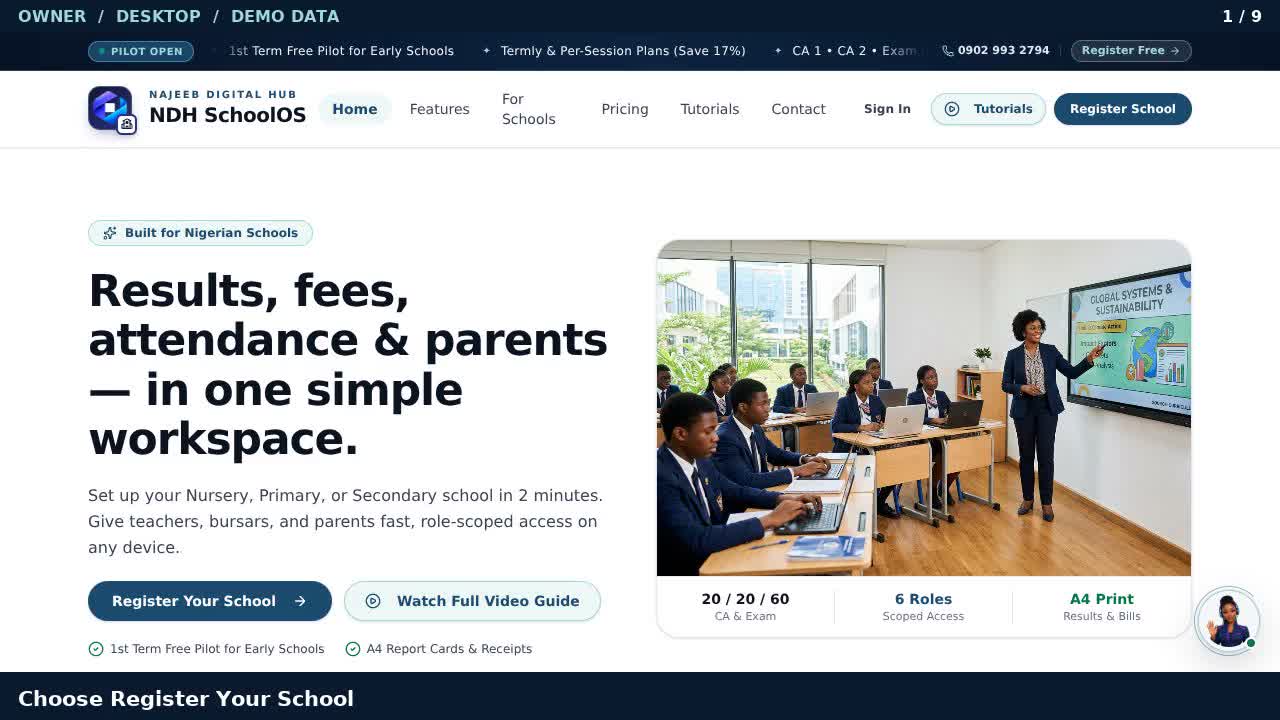 OWNER / DESKTOP / DEMO DATA
1 / 9
PILOT OPEN
1st Term Free Pilot for Early Schools
Termly & Per-Session Plans (Save 17%)
CA 1 • CA 2 • Exam
0902 993 2794
Register Free →
NAJEEB DIGITAL HUB
NDH SchoolOS
Home
Features
For Schools
Pricing
Tutorials
Contact
Sign In
Tutorials
Register School
Built for Nigerian Schools
Results, fees,
attendance & parents
— in one simple
workspace.
Set up your Nursery, Primary, or Secondary school in 2 minutes.
Give teachers, bursars, and parents fast, role-scoped access on
any device.
Register Your School →
Watch Full Video Guide
1st Term Free Pilot for Early Schools
A4 Report Cards & Receipts
GLOBAL SYSTEMS &
SUSTAINABILITY
20 / 20 / 60
CA & Exam
6 Roles
Scoped Access
A4 Print
Results & Bills
Choose Register Your School